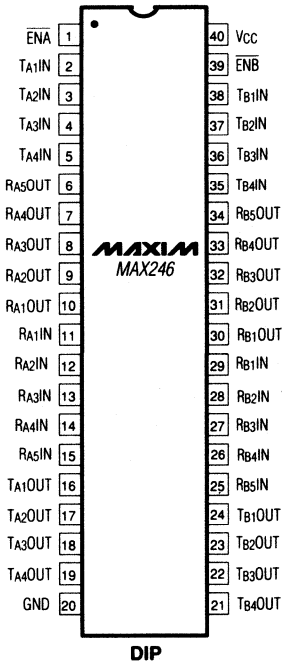 ENA 1 40 VCC
TA1IN 2 39 ENB
TA2IN 3 38 TB1IN
TA3IN 4 37 TB2IN
TA4IN 5 36 TB3IN
RA5OUT 6 35 TB4IN
RA4OUT 7 34 RB5OUT
RA3OUT 8 MAXIM 33 RB4OUT
RA2OUT 9 MAX246 32 RB3OUT
RA1OUT 10 31 RB2OUT
RA1IN 11 30 RB1OUT
RA2IN 12 29 RB1IN
RA3IN 13 28 RB2IN
RA4IN 14 27 RB3IN
RA5IN 15 26 RB4IN
TA1OUT 16 25 RB5IN
TA2OUT 17 24 TB1OUT
TA3OUT 18 23 TB2OUT
TA4OUT 19 22 TB3OUT
GND 20 21 TB4OUT
DIP